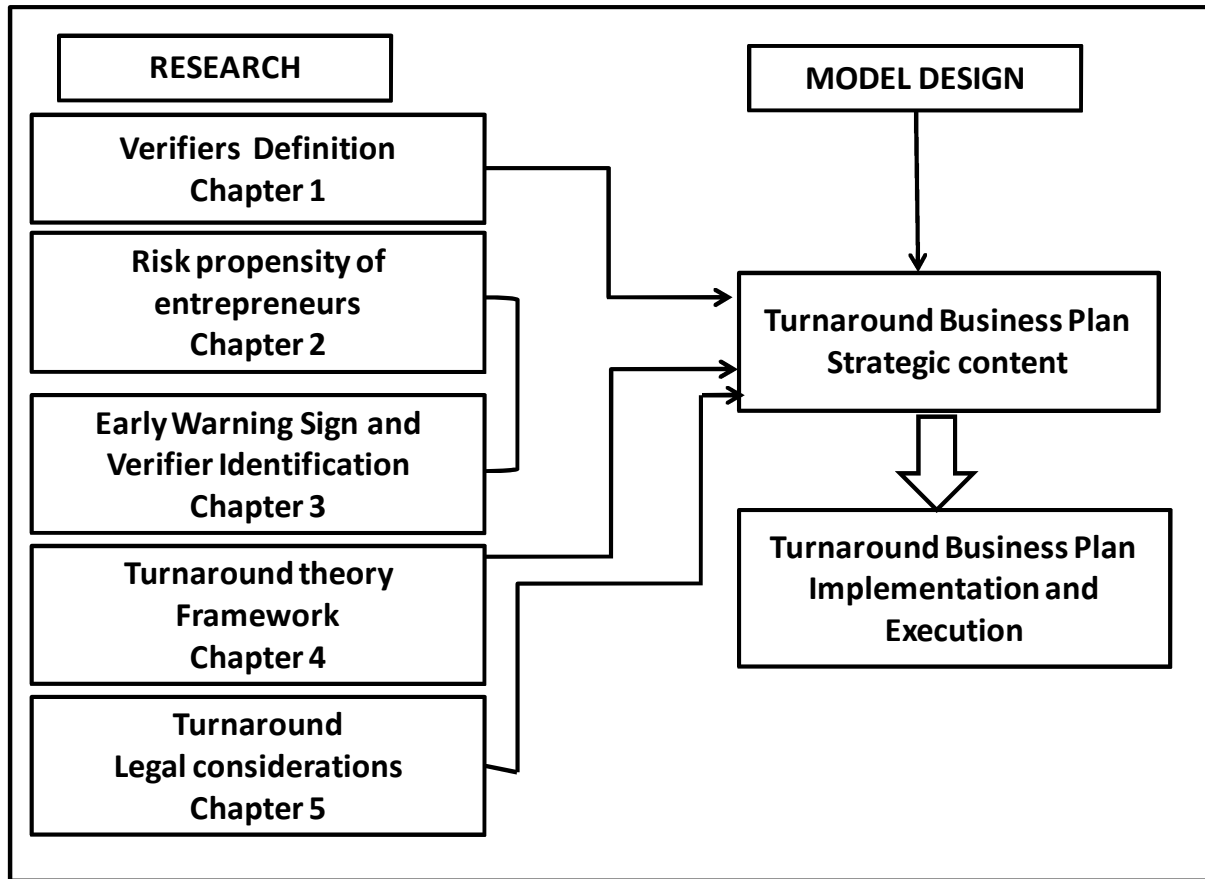 RESEARCH
Verifiers Definition
Chapter 1
Risk propensity of
entrepreneurs
Chapter 2
Early Warning Sign and
Verifier Identification
Chapter 3
Turnaround theory
Framework
Chapter 4
Turnaround
Legal considerations
Chapter 5
MODEL DESIGN
Turnaround Business Plan
Strategic content
Turnaround Business Plan
Implementation and
Execution